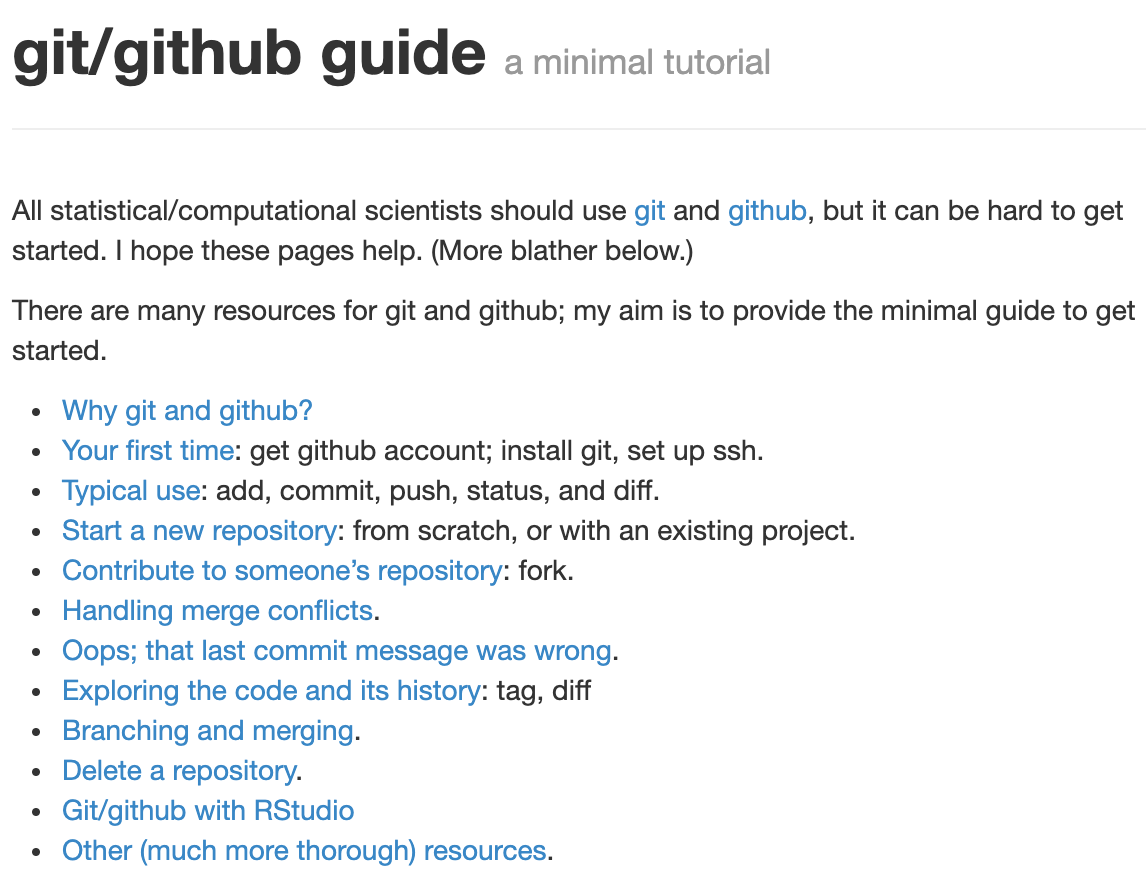 git/github guide a minimal tutorial
All statistical/computational scientists should use git and github, but it can be hard to get
started. I hope these pages help. (More blather below.)
There are many resources for git and github; my aim is to provide the minimal guide to get
started.
• Why git and github?
• Your first time: get github account; install git, set up ssh.
• Typical use: add, commit, push, status, and diff.
• Start a new repository: from scratch, or with an existing project.
• Contribute to someone’s repository: fork.
• Handling merge conflicts.
• Oops; that last commit message was wrong.
• Exploring the code and its history: tag, diff
• Branching and merging.
• Delete a repository.
• Git/github with RStudio
• Other (much more thorough) resources.